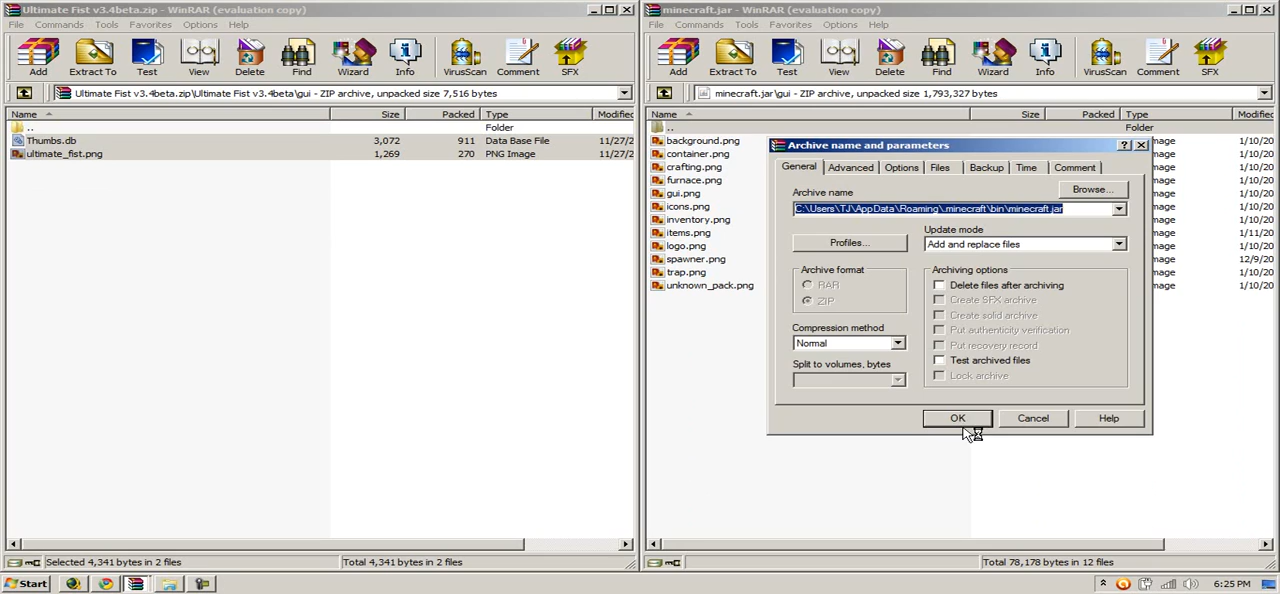 Ultimate Fist v3.4beta.zip - WinRAR (evaluation copy)
File Commands Tools Favorites Options Help
Add Extract To Test View Delete Find Wizard Info VirusScan Comment SFX
Ultimate Fist v3.4beta.zip\Ultimate Fist v3.4beta\gui - ZIP archive, unpacked size 7,516 bytes
Name Size Packed Type Modified
.. Folder
Thumbs.db 3,072 911 Data Base File 11/27/2
ultimate_fist.png 1,269 270 PNG Image 11/27/2
Selected 4,341 bytes in 2 files Total 4,341 bytes in 2 files
minecraft.jar - WinRAR (evaluation copy)
File Commands Tools Favorites Options Help
Add Extract To Test View Delete Find Wizard Info VirusScan Comment SFX
minecraft.jar\gui - ZIP archive, unpacked size 1,793,327 bytes
Name Size Packed Type Modified
.. Folder
background.png mage 1/10/20
container.png mage 1/10/20
crafting.png mage 1/10/20
furnace.png mage 1/10/20
gui.png mage 1/10/20
icons.png mage 1/10/20
inventory.png mage 1/10/20
items.png mage 1/11/20
logo.png mage 1/10/20
spawner.png mage 12/9/20
trap.png mage 1/10/20
unknown_pack.png mage 1/10/20
Total 78,178 bytes in 12 files
Archive name and parameters
General Advanced Options Files Backup Time Comment
Archive name
Browse...
C:\Users\TJ\AppData\Roaming\.minecraft\bin\minecraft.jar
Profiles...
Update mode
Add and replace files
Archive format
RAR
ZIP
Compression method
Normal
Split to volumes, bytes
Archiving options
Delete files after archiving
Create SFX archive
Create solid archive
Put authenticity verification
Put recovery record
Test archived files
Lock archive
OK Cancel Help
Start
6:25 PM